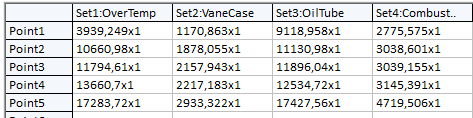 Set1:OverTemp Set2:VaneCase Set3:OilTube Set4:Combust..
Point1 3939,249x1 1170,863x1 9118,958x1 2775,575x1
Point2 10660,98x1 1878,055x1 11130,98x1 3038,601x1
Point3 11794,61x1 2157,943x1 11896,04x1 3039,155x1
Point4 13660,7x1 2217,183x1 12534,72x1 3145,391x1
Point5 17283,72x1 2933,322x1 17427,56x1 4719,506x1